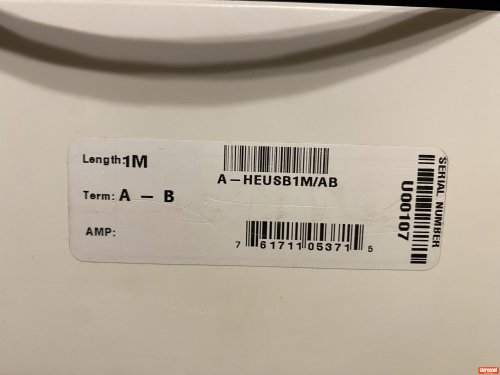 Length: 1M
A-HEUSB1M/AB
Term: A - B
AMP:
7 61711 05371 5
SERIAL NUMBER
U00107